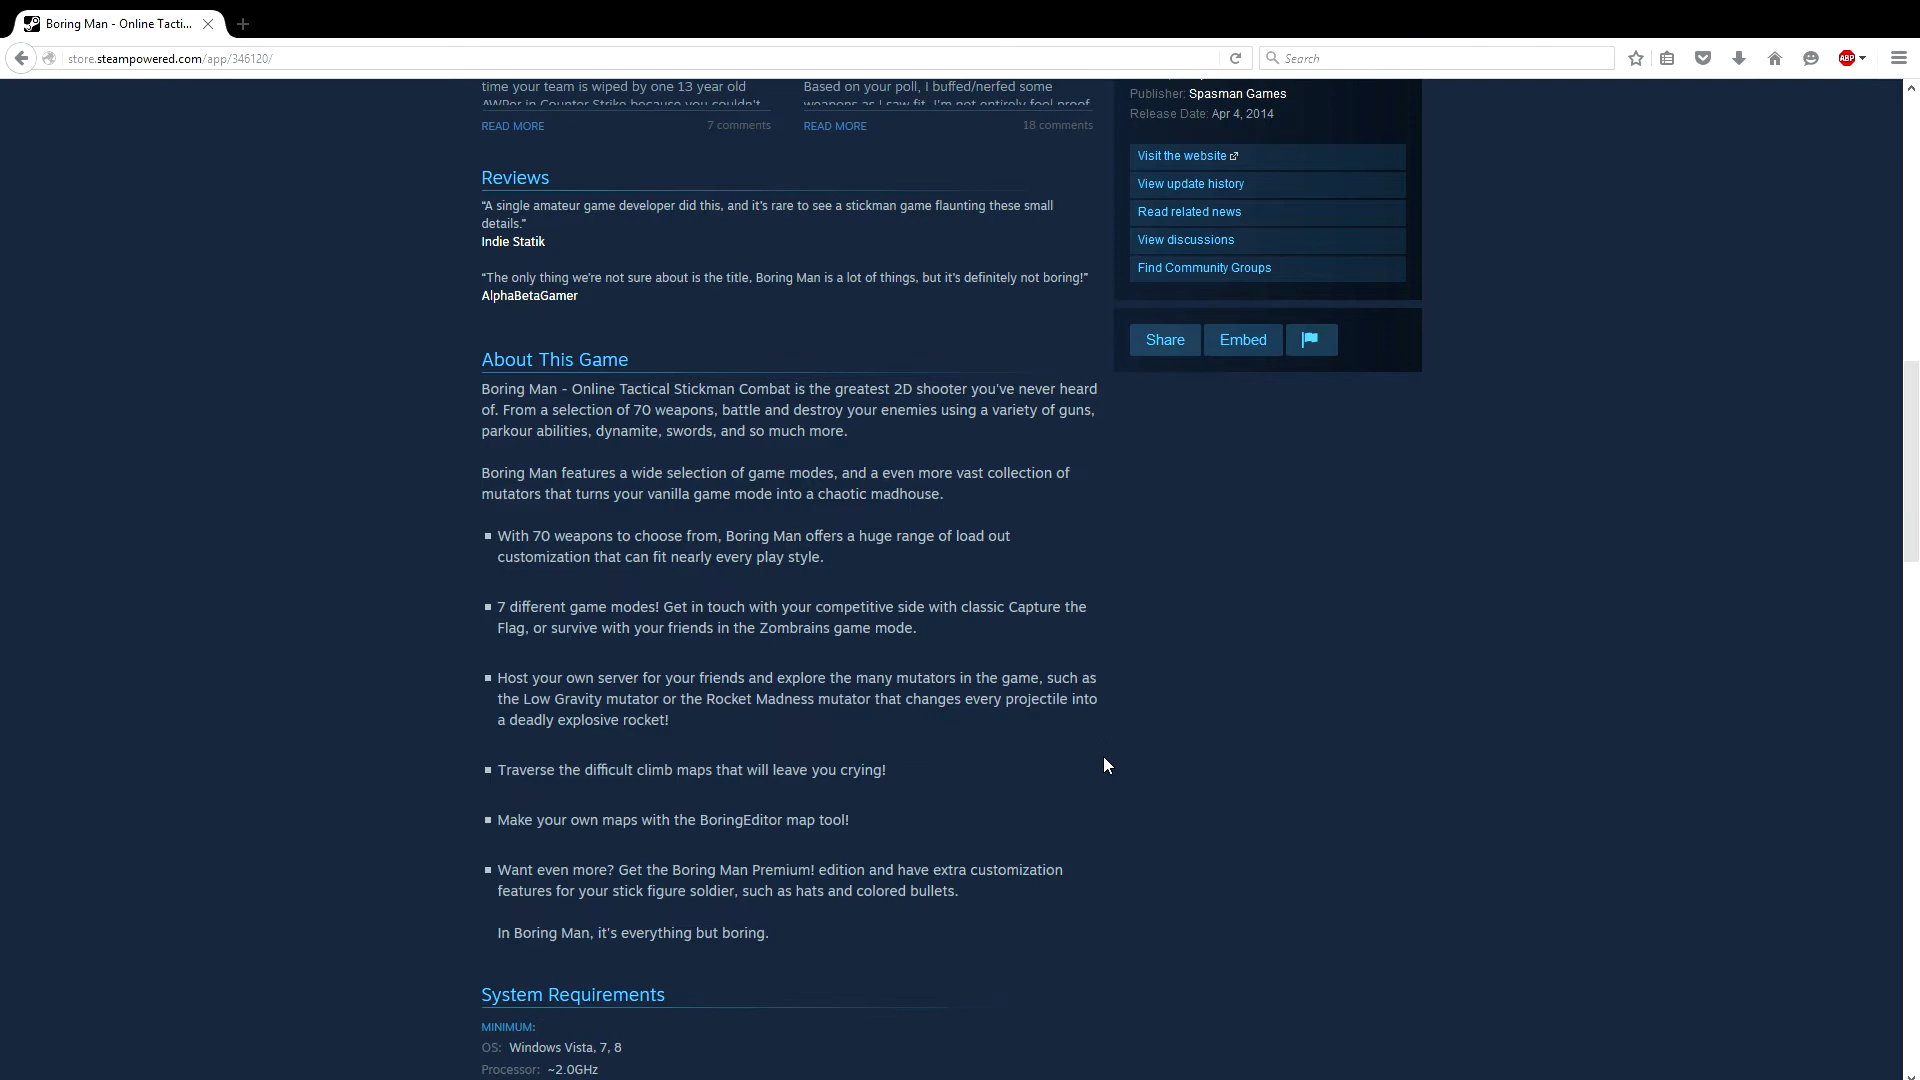 Boring Man - Online Tacti...
store.steampowered.com/app/346120/
Search
ABP
time your team is wiped by one 13 year old
AWPer in Counter Strike because you couldn't
READ MORE
7 comments
Based on your poll, I buffed/nerfed some
weapons as I saw fit. I'm not entirely fool proof
READ MORE
18 comments
Publisher: Spasman Games
Release Date: Apr 4, 2014
Visit the website
View update history
Read related news
View discussions
Find Community Groups
Share
Embed
Reviews
“A single amateur game developer did this, and it’s rare to see a stickman game flaunting these small
details.”
Indie Statik
“The only thing we’re not sure about is the title, Boring Man is a lot of things, but it’s definitely not boring!”
AlphaBetaGamer
About This Game
Boring Man - Online Tactical Stickman Combat is the greatest 2D shooter you've never heard
of. From a selection of 70 weapons, battle and destroy your enemies using a variety of guns,
parkour abilities, dynamite, swords, and so much more.
Boring Man features a wide selection of game modes, and a even more vast collection of
mutators that turns your vanilla game mode into a chaotic madhouse.
With 70 weapons to choose from, Boring Man offers a huge range of load out
customization that can fit nearly every play style.
7 different game modes! Get in touch with your competitive side with classic Capture the
Flag, or survive with your friends in the Zombrains game mode.
Host your own server for your friends and explore the many mutators in the game, such as
the Low Gravity mutator or the Rocket Madness mutator that changes every projectile into
a deadly explosive rocket!
Traverse the difficult climb maps that will leave you crying!
Make your own maps with the BoringEditor map tool!
Want even more? Get the Boring Man Premium! edition and have extra customization
features for your stick figure soldier, such as hats and colored bullets.
In Boring Man, it's everything but boring.
System Requirements
MINIMUM:
OS: Windows Vista, 7, 8
Processor: ~2.0GHz